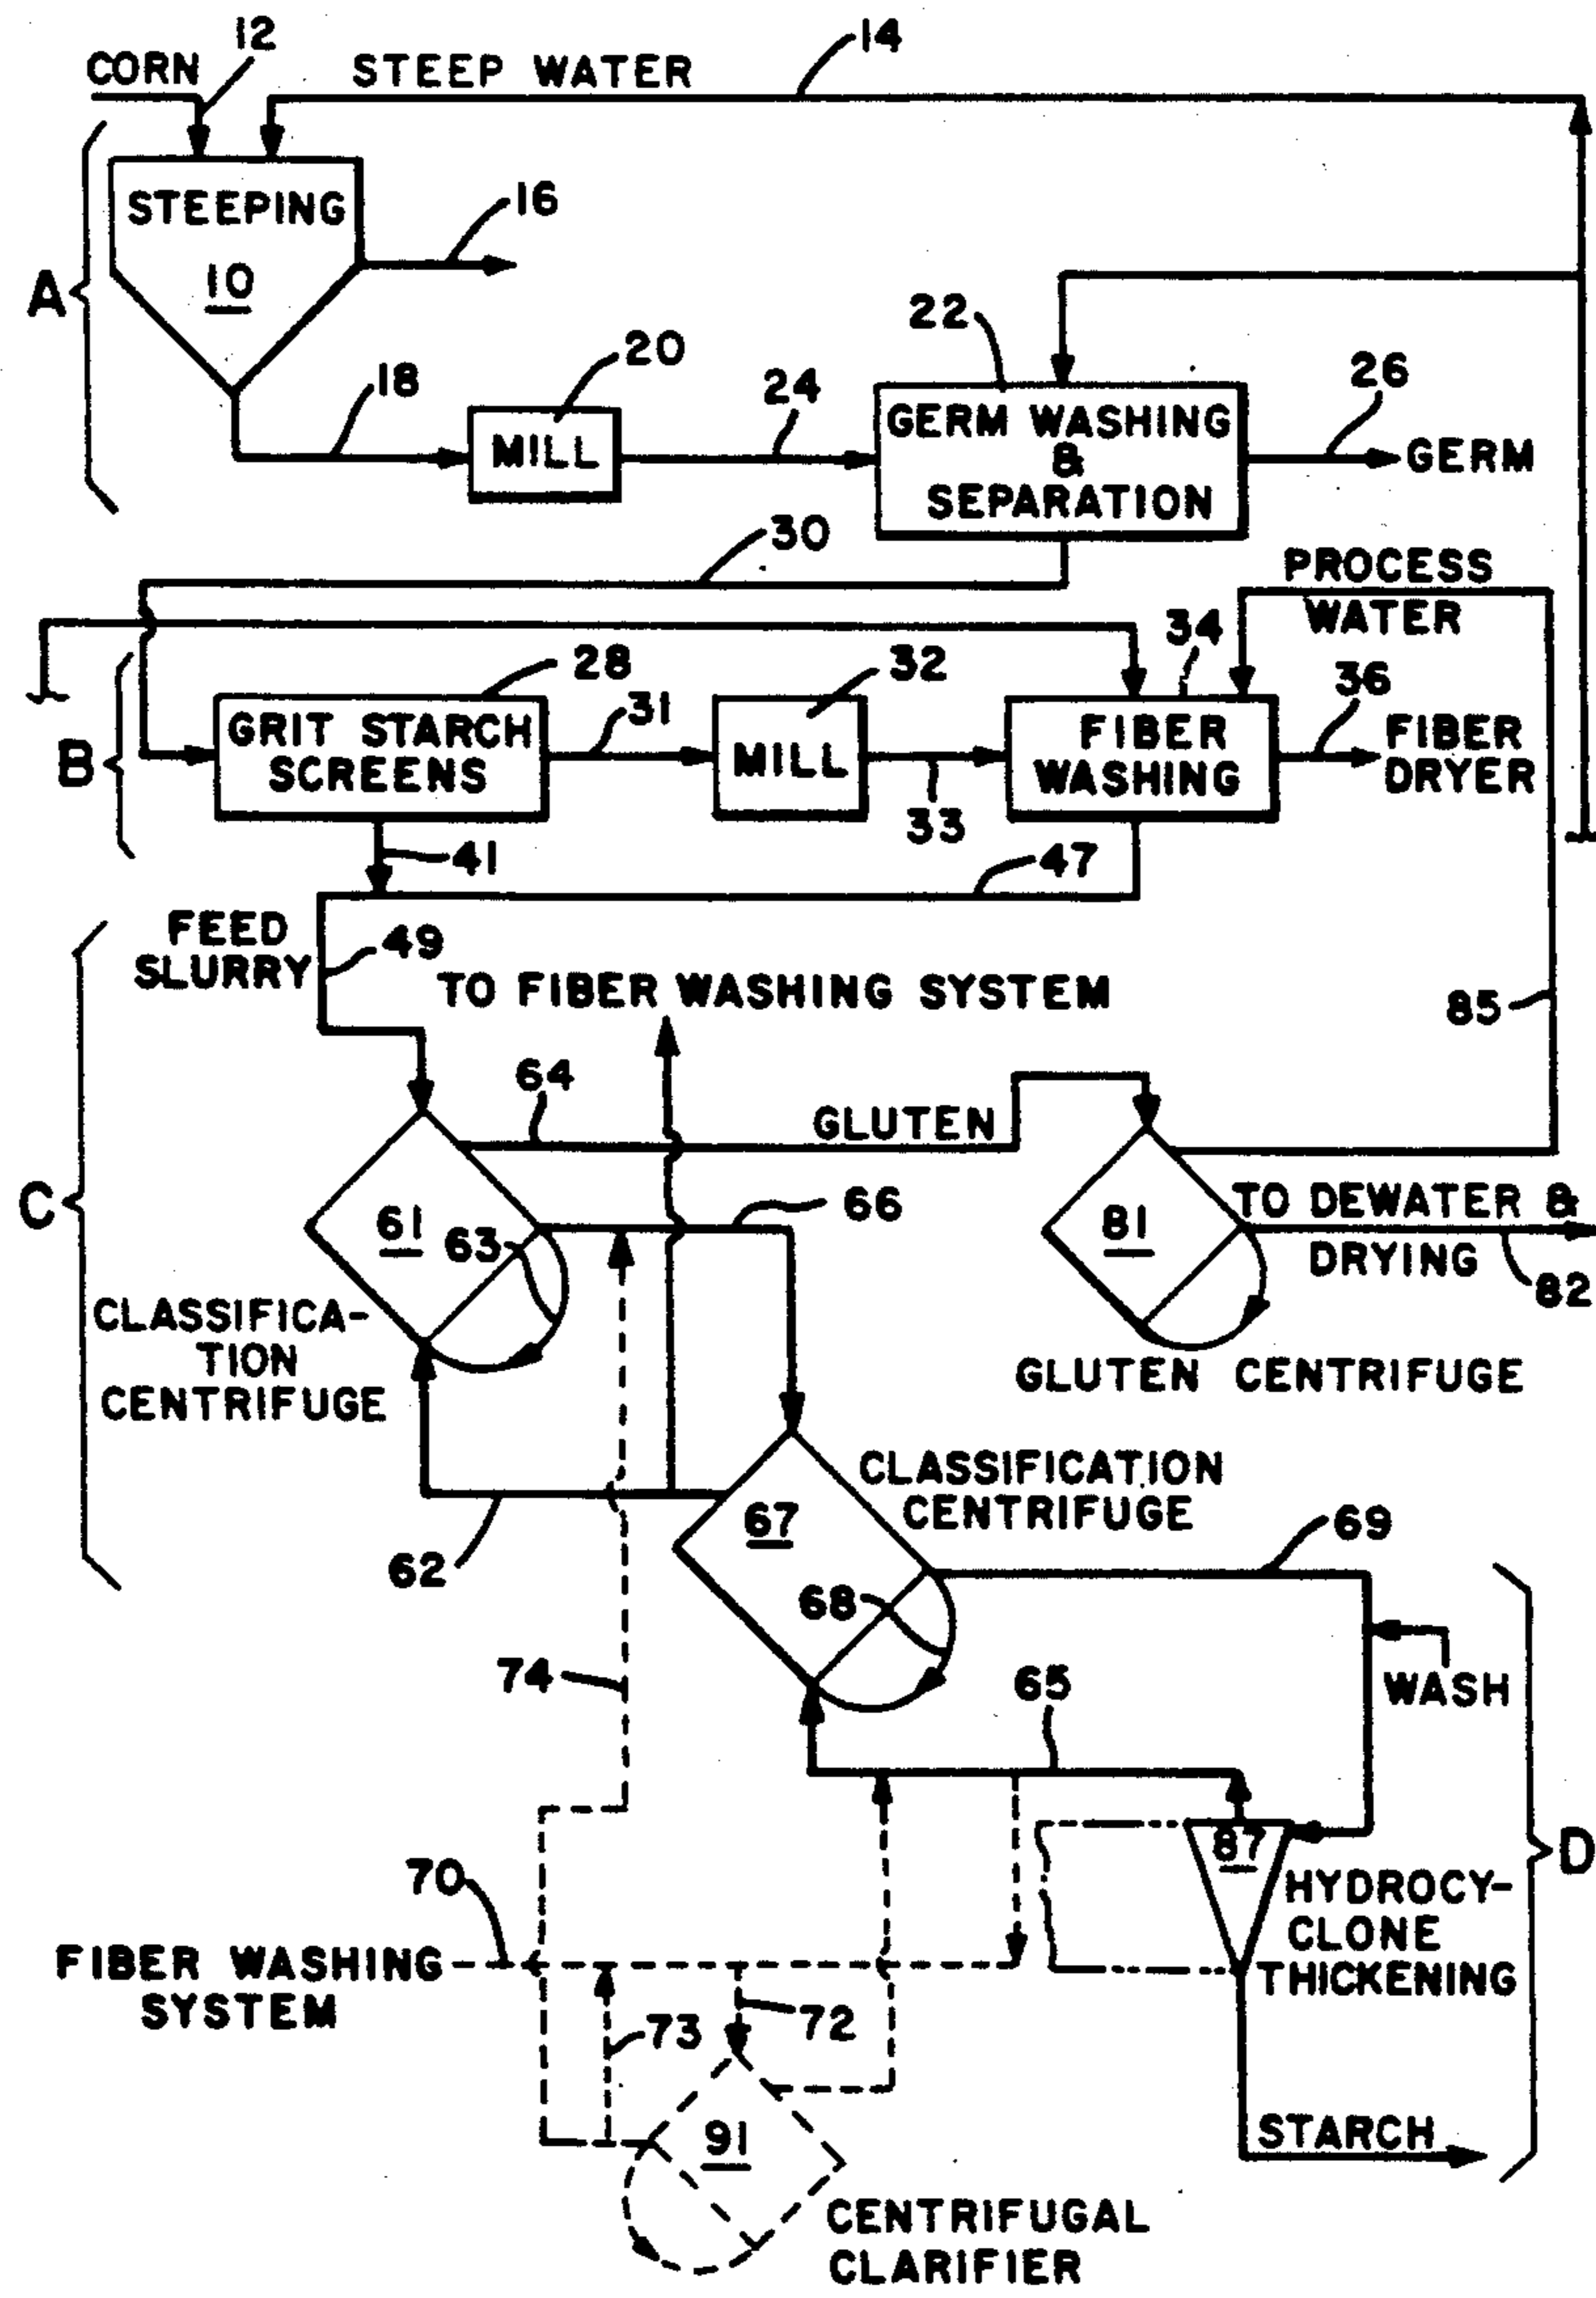 12
14
CORN
STEEP WATER
STEEPING
10
16
A
18
20
MILL
22
24
GERM WASHING
&
SEPARATION
26
GERM
30
PROCESS
WATER
B
28
GRIT STARCH
SCREENS
31
32
MILL
33
34
FIBER
WASHING
36
FIBER
DRYER
41
47
FEED
SLURRY
49
TO FIBER WASHING SYSTEM
85
C
64
GLUTEN
61
63
66
CLASSIFICA-
TION
CENTRIFUGE
81
TO DEWATER &
DRYING
82
GLUTEN CENTRIFUGE
62
67
CLASSIFICATION
CENTRIFUGE
68
69
WASH
74
65
D
87
HYDROCY-
CLONE
THICKENING
70
FIBER WASHING
SYSTEM
73
72
91
CENTRIFUGAL
CLARIFIER
STARCH